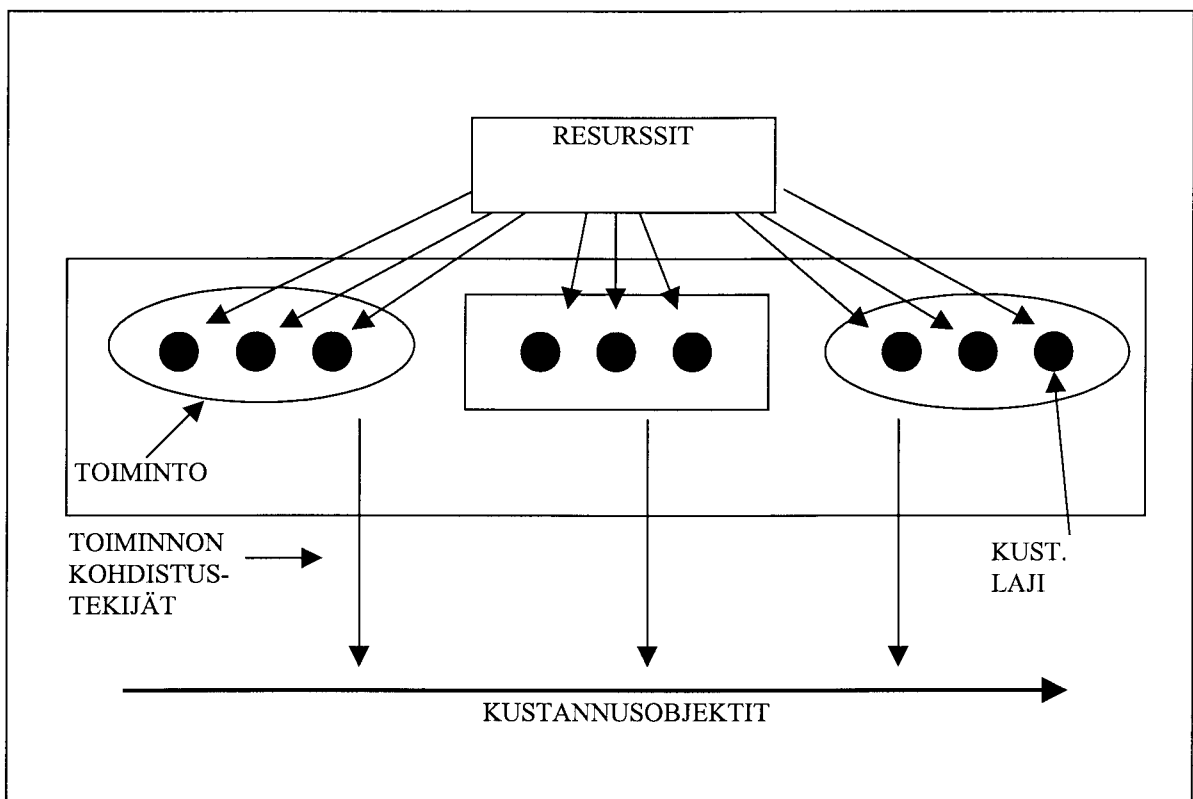 RESURSSIT
TOIMINTO
TOIMINNON
KOHDISTUS-
TEKIJÄT
KUST.
LAJI
KUSTANNUSOBJEKTIT